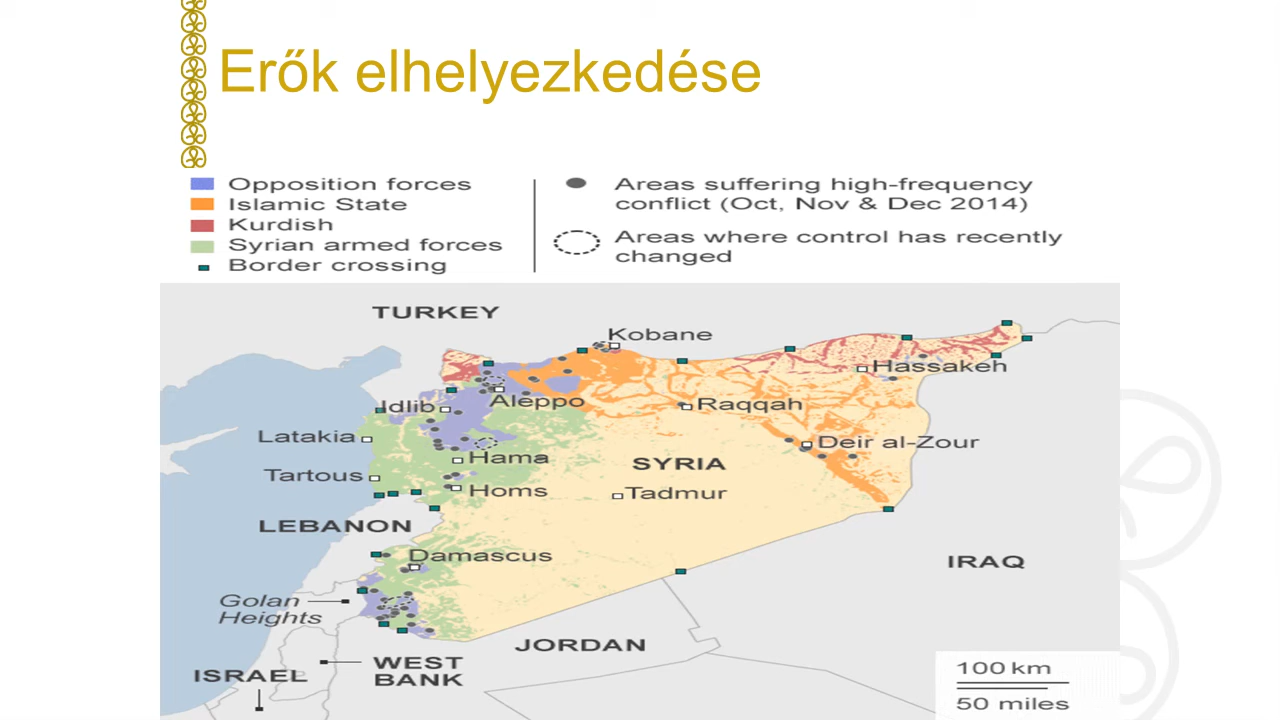 Erők elhelyezkedése
Opposition forces
Islamic State
Kurdish
Syrian armed forces
Border crossing
Areas suffering high-frequency
conflict (Oct, Nov & Dec 2014)
Areas where control has recently
changed
TURKEY
Kobane
Hassakeh
Idlib
Aleppo
Raqqah
Latakia
Deir al-Zour
Hama
SYRIA
Tartous
Homs
Tadmur
LEBANON
Damascus
IRAQ
Golan
Heights
JORDAN
ISRAEL
WEST
BANK
100 km
50 miles